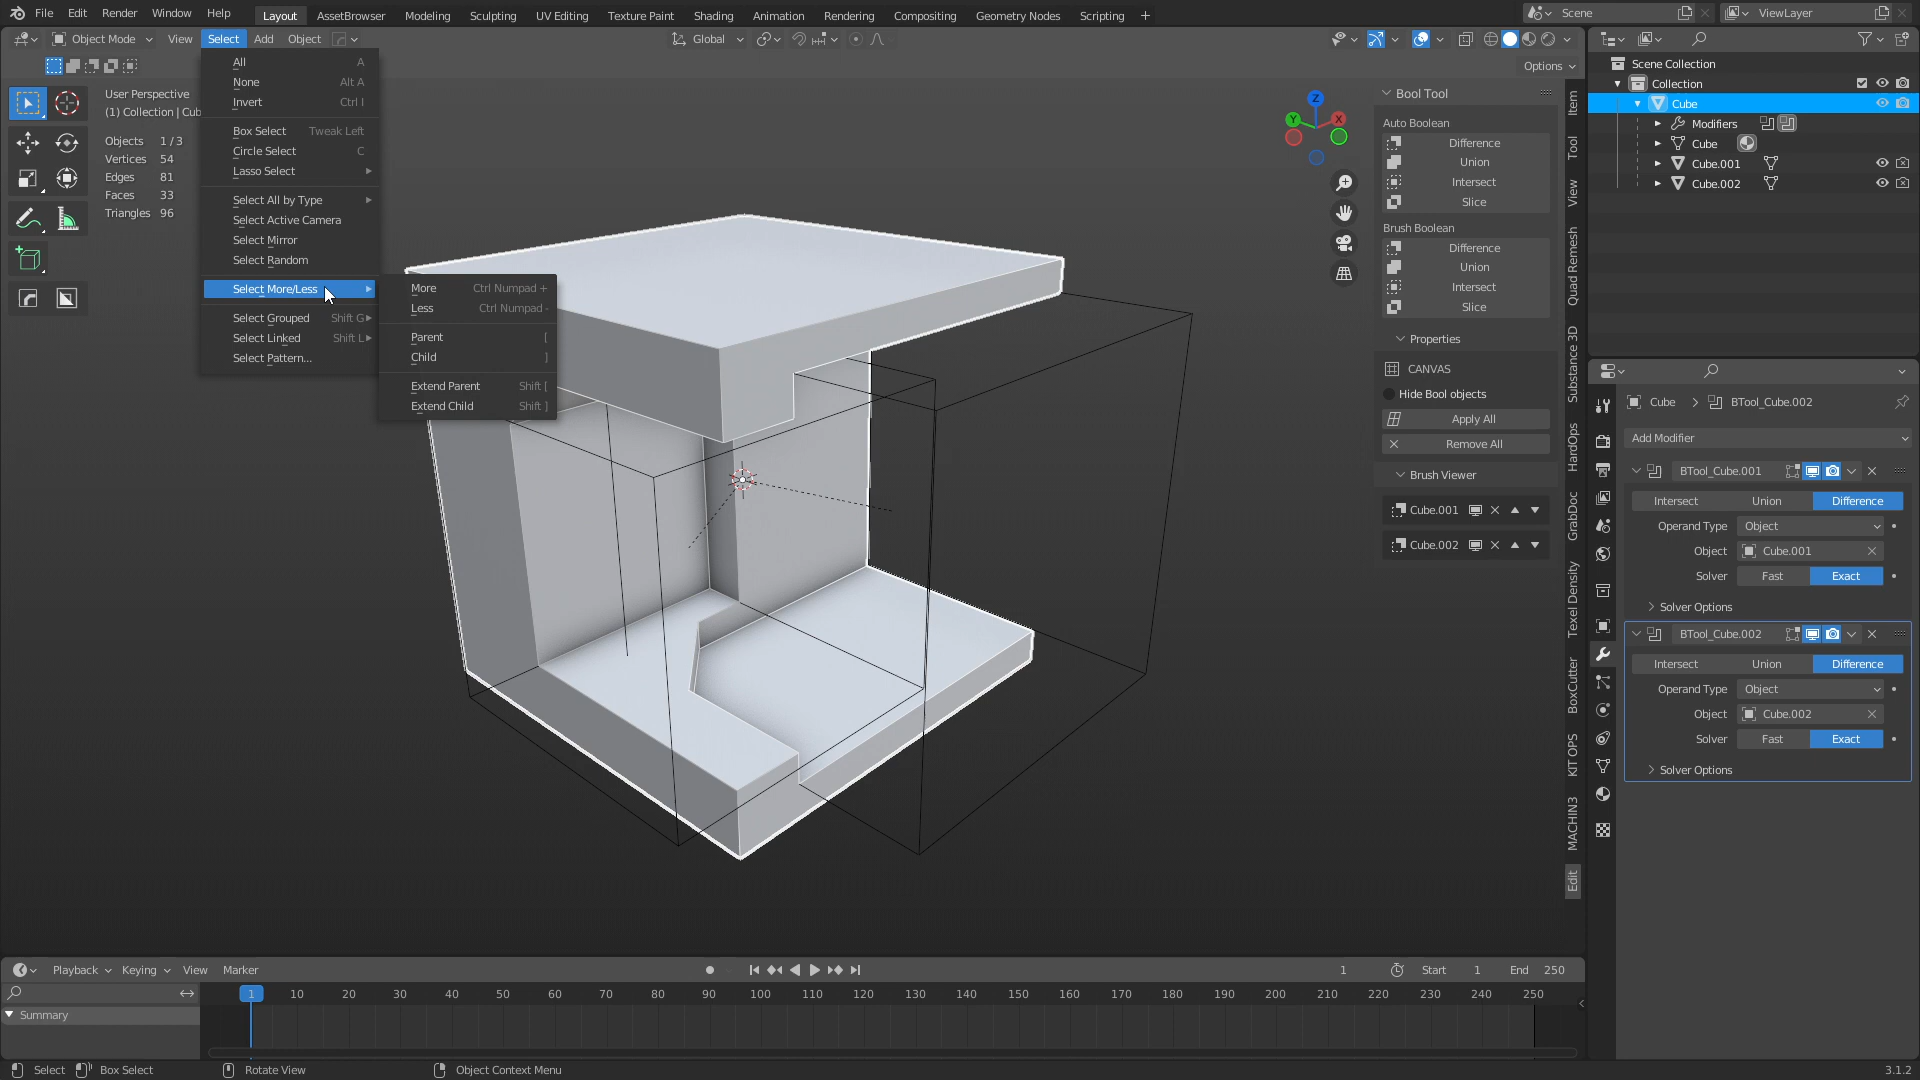 File Edit Render Window Help Layout AssetBrowser Modeling Sculpting UV Editing Texture Paint Shading Animation Rendering Compositing Geometry Nodes Scripting + Scene ViewLayer
Object Mode View Select Add Object Global
Options
User Perspective
(1) Collection | Cub
Objects 1/3
Vertices 54
Edges 81
Faces 33
Triangles 96
All A
None Alt A
Invert Ctrl I
Box Select Tweak Left
Circle Select C
Lasso Select
Select All by Type
Select Active Camera
Select Mirror
Select Random
Select More/Less
Select Grouped Shift G
Select Linked Shift L
Select Pattern...
More Ctrl Numpad +
Less Ctrl Numpad -
Parent [
Child ]
Extend Parent Shift [
Extend Child Shift ]
Z
Y
X
Bool Tool
Auto Boolean
Difference
Union
Intersect
Slice
Brush Boolean
Difference
Union
Intersect
Slice
Properties
CANVAS
Hide Bool objects
Apply All
Remove All
Brush Viewer
Cube.001
Cube.002
Item
Tool
View
Quad Remesh
Substance 3D
HardOps
GrabDoc
Texel Density
BoxCutter
KIT OPS
MACHIN3
Edit
Scene Collection
Collection
Cube
Modifiers
Cube
Cube.001
Cube.002
Cube > BTool_Cube.002
Add Modifier
BTool_Cube.001
Intersect Union Difference
Operand Type Object
Object Cube.001
Solver Fast Exact
Solver Options
BTool_Cube.002
Intersect Union Difference
Operand Type Object
Object Cube.002
Solver Fast Exact
Solver Options
Playback Keying View Marker 1 Start 1 End 250
1 10 20 30 40 50 60 70 80 90 100 110 120 130 140 150 160 170 180 190 200 210 220 230 240 250
Summary
Select Box Select Rotate View Object Context Menu 3.1.2